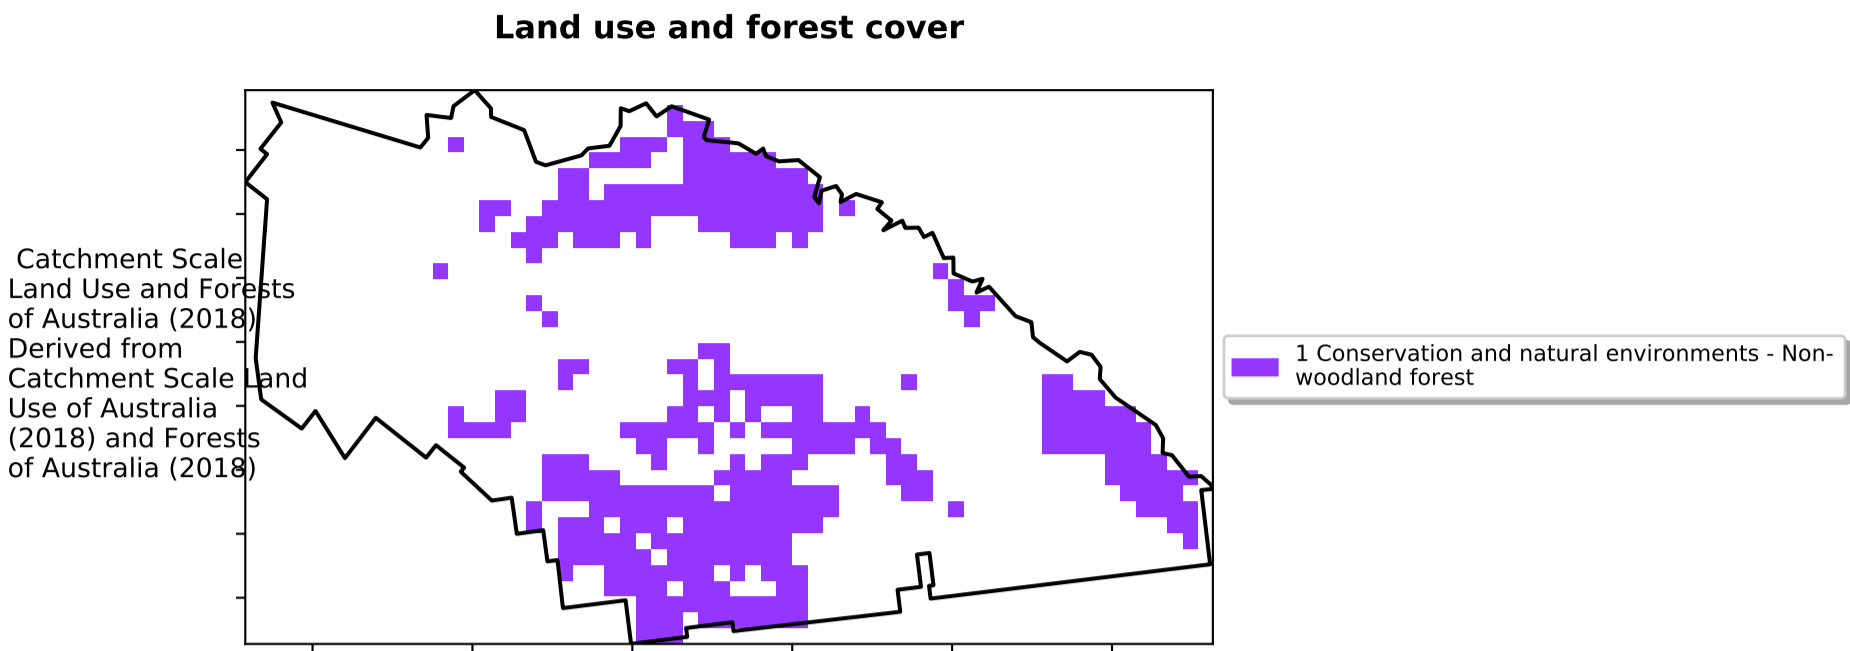 Land use and forest cover
Catchment Scale
Land Use and Forests
of Australia (2018)
Derived from
Catchment Scale Land
Use of Australia
(2018) and Forests
of Australia (2018)
1 Conservation and natural environments - Non-
woodland forest